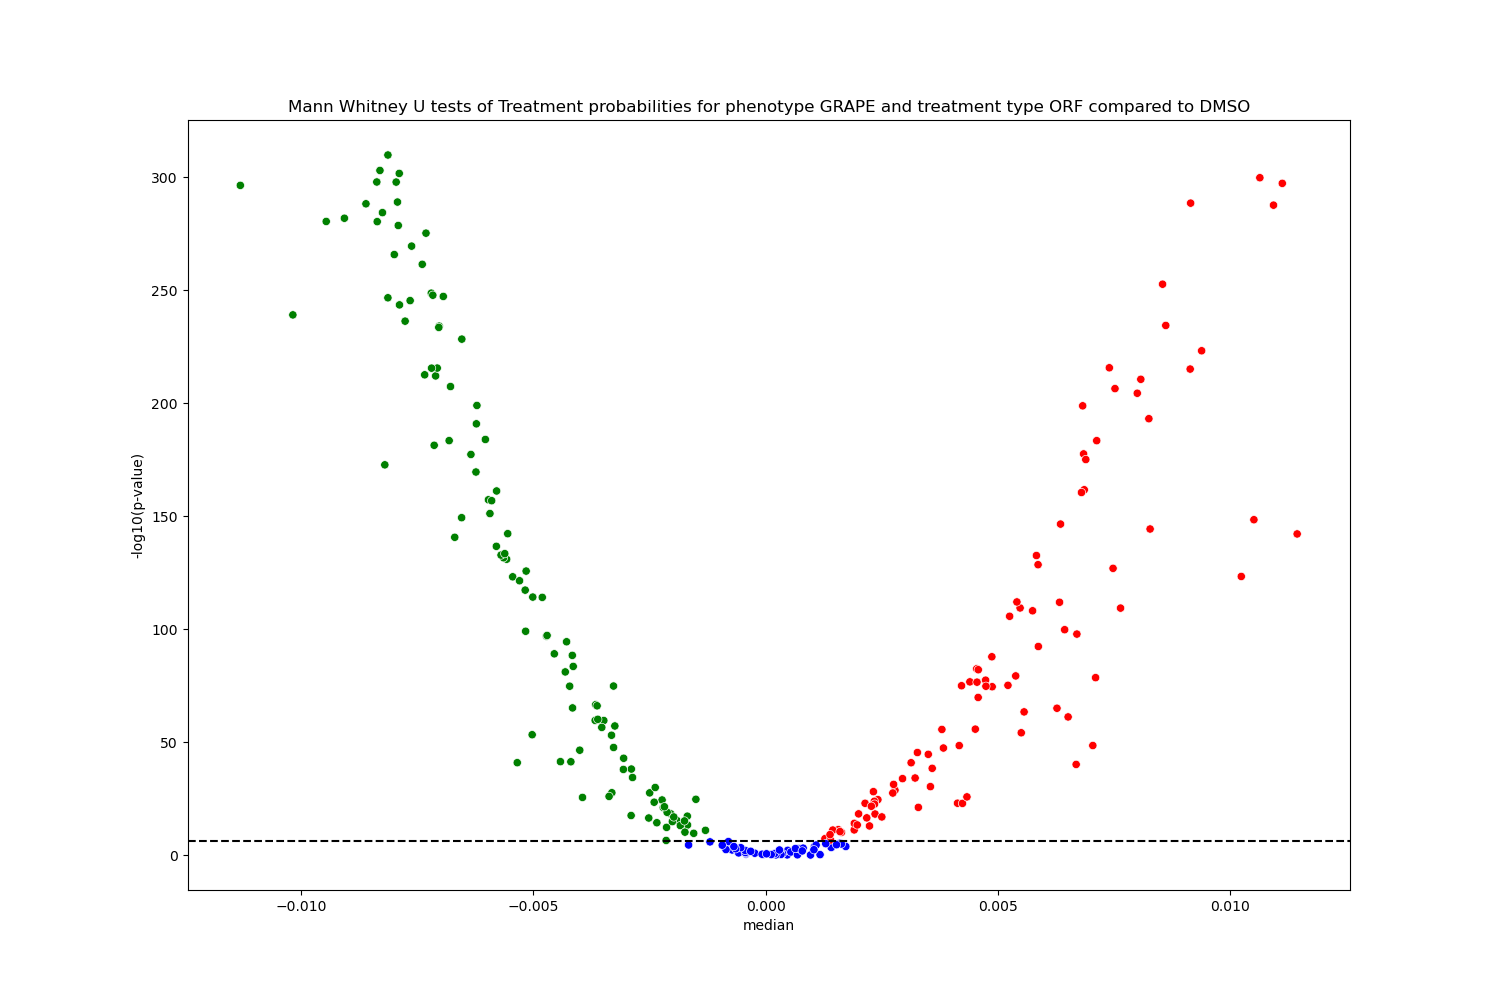 Mann Whitney U tests of Treatment probabilities for phenotype GRAPE and treatment type ORF compared to DMSO
300
250
200
150
100
50
0
-log10(p-value)
−0.010 −0.005 0.000 0.005 0.010
median